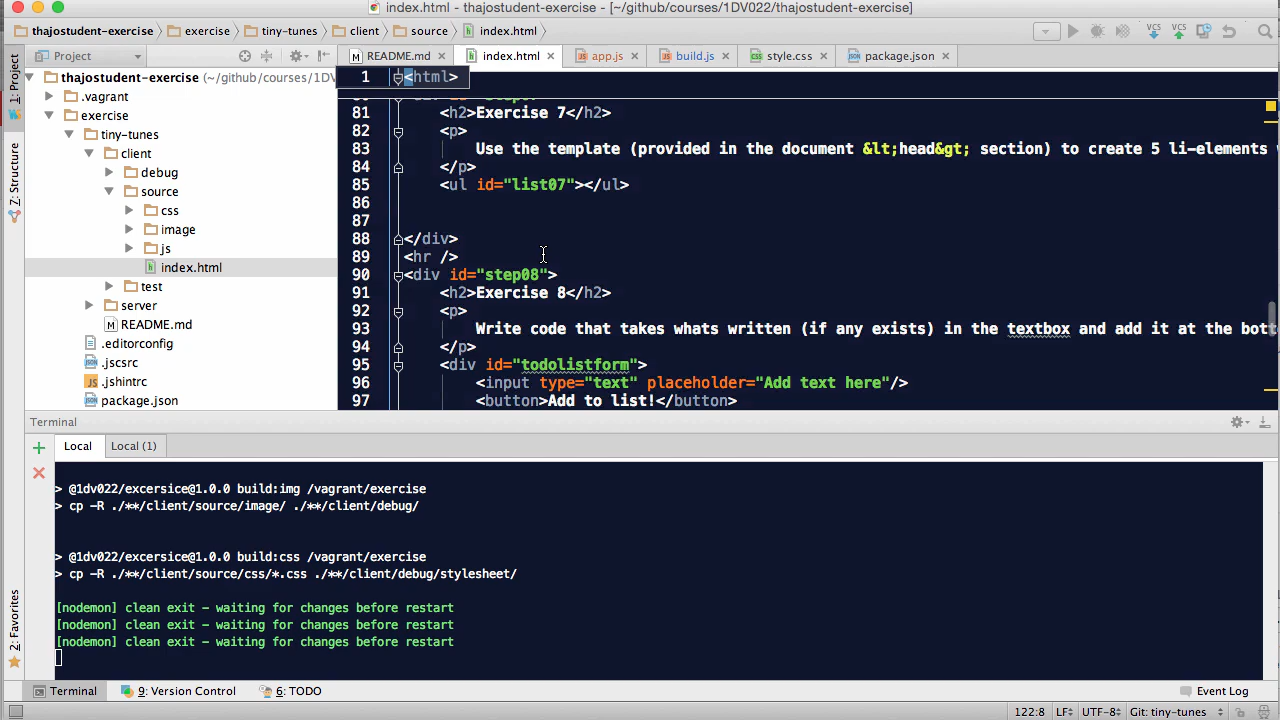 index.html - thajostudent-exercise - [~/github/courses/1DV022/thajostudent-exercise]
thajostudent-exercise exercise tiny-tunes client source index.html
VCS VCS
1: Project
Z: Structure
2: Favorites
Project
README.md index.html app.js build.js style.css package.json
thajostudent-exercise (~/github/courses/1DV
.vagrant
exercise
tiny-tunes
client
debug
source
css
image
js
index.html
test
server
README.md
.editorconfig
.jscsrc
.jshintrc
package.json
1 <html>
81 <h2>Exercise 7</h2>
82 <p>
83 Use the template (provided in the document &lt;head&gt; section) to create 5 li-elements
84 </p>
85 <ul id="list07"></ul>
86
87
88 </div>
89 <hr />
90 <div id="step08">
91 <h2>Exercise 8</h2>
92 <p>
93 Write code that takes whats written (if any exists) in the textbox and add it at the bott
94 </p>
95 <div id="todolistform">
96 <input type="text" placeholder="Add text here"/>
97 <button>Add to list!</button>
Terminal
Local Local (1)
> @1dv022/excersice@1.0.0 build:img /vagrant/exercise
> cp -R ./**/client/source/image/ ./**/client/debug/
> @1dv022/excersice@1.0.0 build:css /vagrant/exercise
> cp -R ./**/client/source/css/*.css ./**/client/debug/stylesheet/
[nodemon] clean exit - waiting for changes before restart
[nodemon] clean exit - waiting for changes before restart
[nodemon] clean exit - waiting for changes before restart
Terminal 9: Version Control 6: TODO Event Log
122:8 LF UTF-8 Git: tiny-tunes